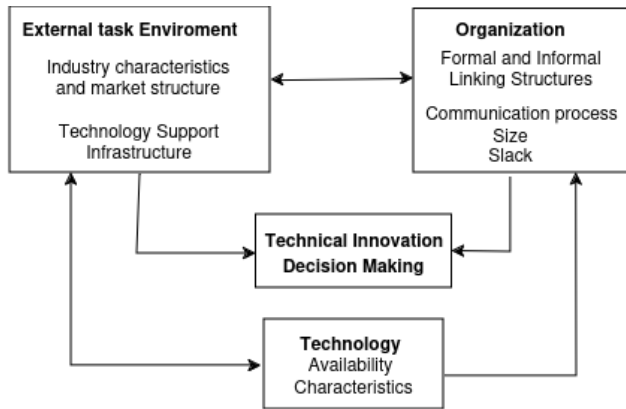 External task Enviroment
Industry characteristics
and market structure
Technology Support
Infrastructure
Organization
Formal and Informal
Linking Structures
Communication process
Size
Slack
Technical Innovation
Decision Making
Technology
Availability
Characteristics